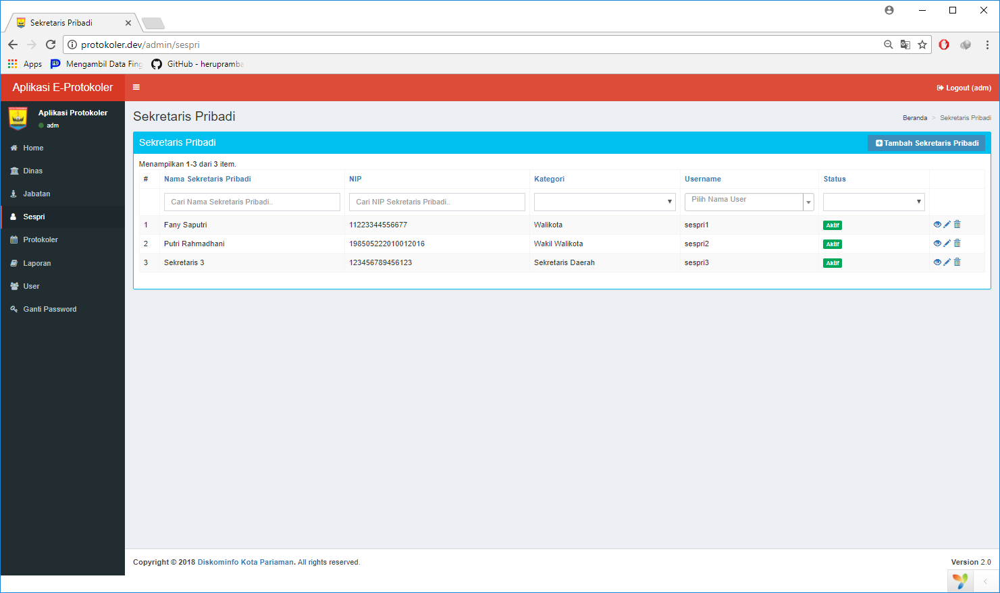 Sekretaris Pribadi
protokoler.dev/admin/sespri
Apps Mengambil Data Fing GitHub - herupramba
Aplikasi E-Protokoler
Logout (adm)
Aplikasi Protokoler
adm
Home
Dinas
Jabatan
Sespri
Protokoler
Laporan
User
Ganti Password
Sekretaris Pribadi
Beranda > Sekretaris Pribadi
Sekretaris Pribadi
Tambah Sekretaris Pribadi
Menampilkan 1-3 dari 3 item.
# Nama Sekretaris Pribadi NIP Kategori Username Status
Cari Nama Sekretaris Pribadi.. Cari NIP Sekretaris Pribadi.. Pilih Nama User
1 Fany Saputri 11223344556677 Walikota sespri1 Aktif
2 Putri Rahmadhani 198505222010012016 Wakil Walikota sespri2 Aktif
3 Sekretaris 3 123456789456123 Sekretaris Daerah sespri3 Aktif
Copyright © 2018 Diskominfo Kota Pariaman. All rights reserved.
Version 2.0